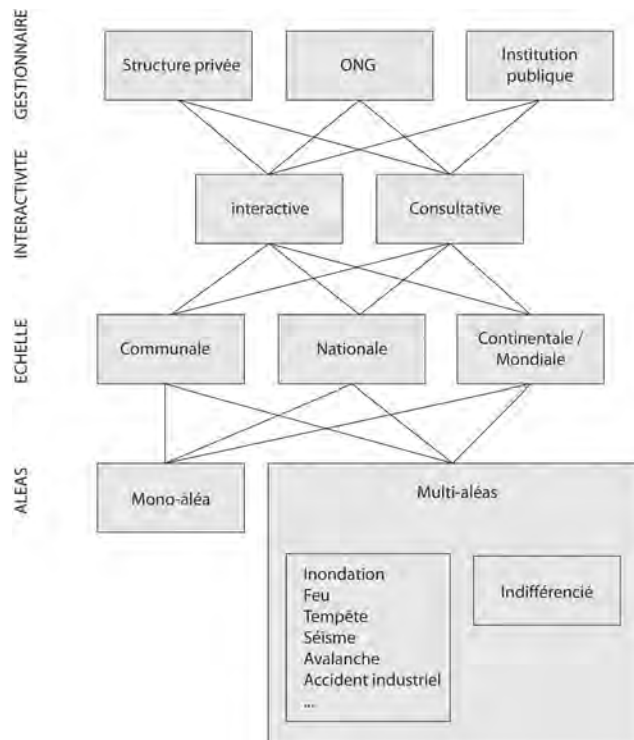 GESTIONNAIRE
Structure privée
ONG
Institution
publique
INTERACTIVITE
interactive
Consultative
ECHELLE
Communale
Nationale
Continentale /
Mondiale
ALEAS
Mono-aléa
Multi-aléas
Inondation
Feu
Tempête
Séisme
Avalanche
Accident industriel
...
Indifférencié